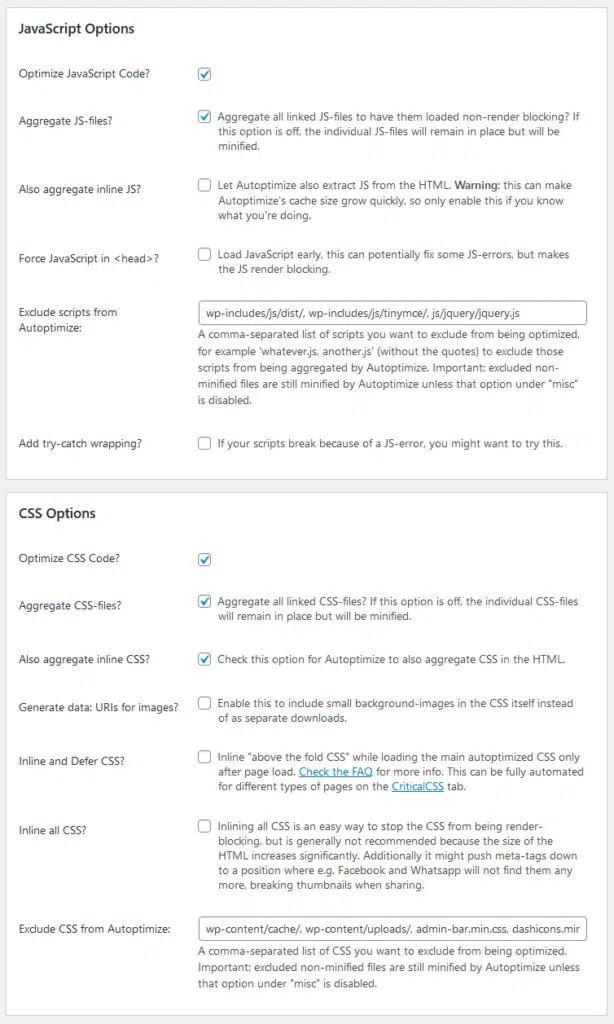 JavaScript Options
Optimize JavaScript Code?
Aggregate JS-files?
Aggregate all linked JS-files to have them loaded non-render blocking? If
this option is off, the individual JS-files will remain in place but will be
minified.
Also aggregate inline JS?
Let Autoptimize also extract JS from the HTML. Warning: this can make
Autoptimize's cache size grow quickly, so only enable this if you know
what you're doing.
Force JavaScript in <head>?
Load JavaScript early, this can potentially fix some JS-errors, but makes
the JS render blocking.
Exclude scripts from
Autoptimize:
wp-includes/js/dist/, wp-includes/js/tinymce/, js/jquery/jquery.js
A comma-separated list of scripts you want to exclude from being optimized,
for example 'whatever.js, another.js' (without the quotes) to exclude those
scripts from being aggregated by Autoptimize. Important: excluded non-
minified files are still minified by Autoptimize unless that option under "misc"
is disabled.
Add try-catch wrapping?
If your scripts break because of a JS-error, you might want to try this.
CSS Options
Optimize CSS Code?
Aggregate CSS-files?
Aggregate all linked CSS-files? If this option is off, the individual CSS-files
will remain in place but will be minified.
Also aggregate inline CSS?
Check this option for Autoptimize to also aggregate CSS in the HTML.
Generate data: URIs for images?
Enable this to include small background-images in the CSS itself instead
of as separate downloads.
Inline and Defer CSS?
Inline "above the fold CSS" while loading the main autoptimized CSS only
after page load. Check the FAQ for more info. This can be fully automated
for different types of pages on the CriticalCSS tab.
Inline all CSS?
Inlining all CSS is an easy way to stop the CSS from being render-
blocking, but is generally not recommended because the size of the
HTML increases significantly. Additionally it might push meta-tags down
to a position where e.g. Facebook and Whatsapp will not find them any
more, breaking thumbnails when sharing.
Exclude CSS from Autoptimize:
wp-content/cache/, wp-content/uploads/, admin-bar.min.css, dashicons.mir
A comma-separated list of CSS you want to exclude from being optimized.
Important: excluded non-minified files are still minified by Autoptimize unless
that option under "misc" is disabled.